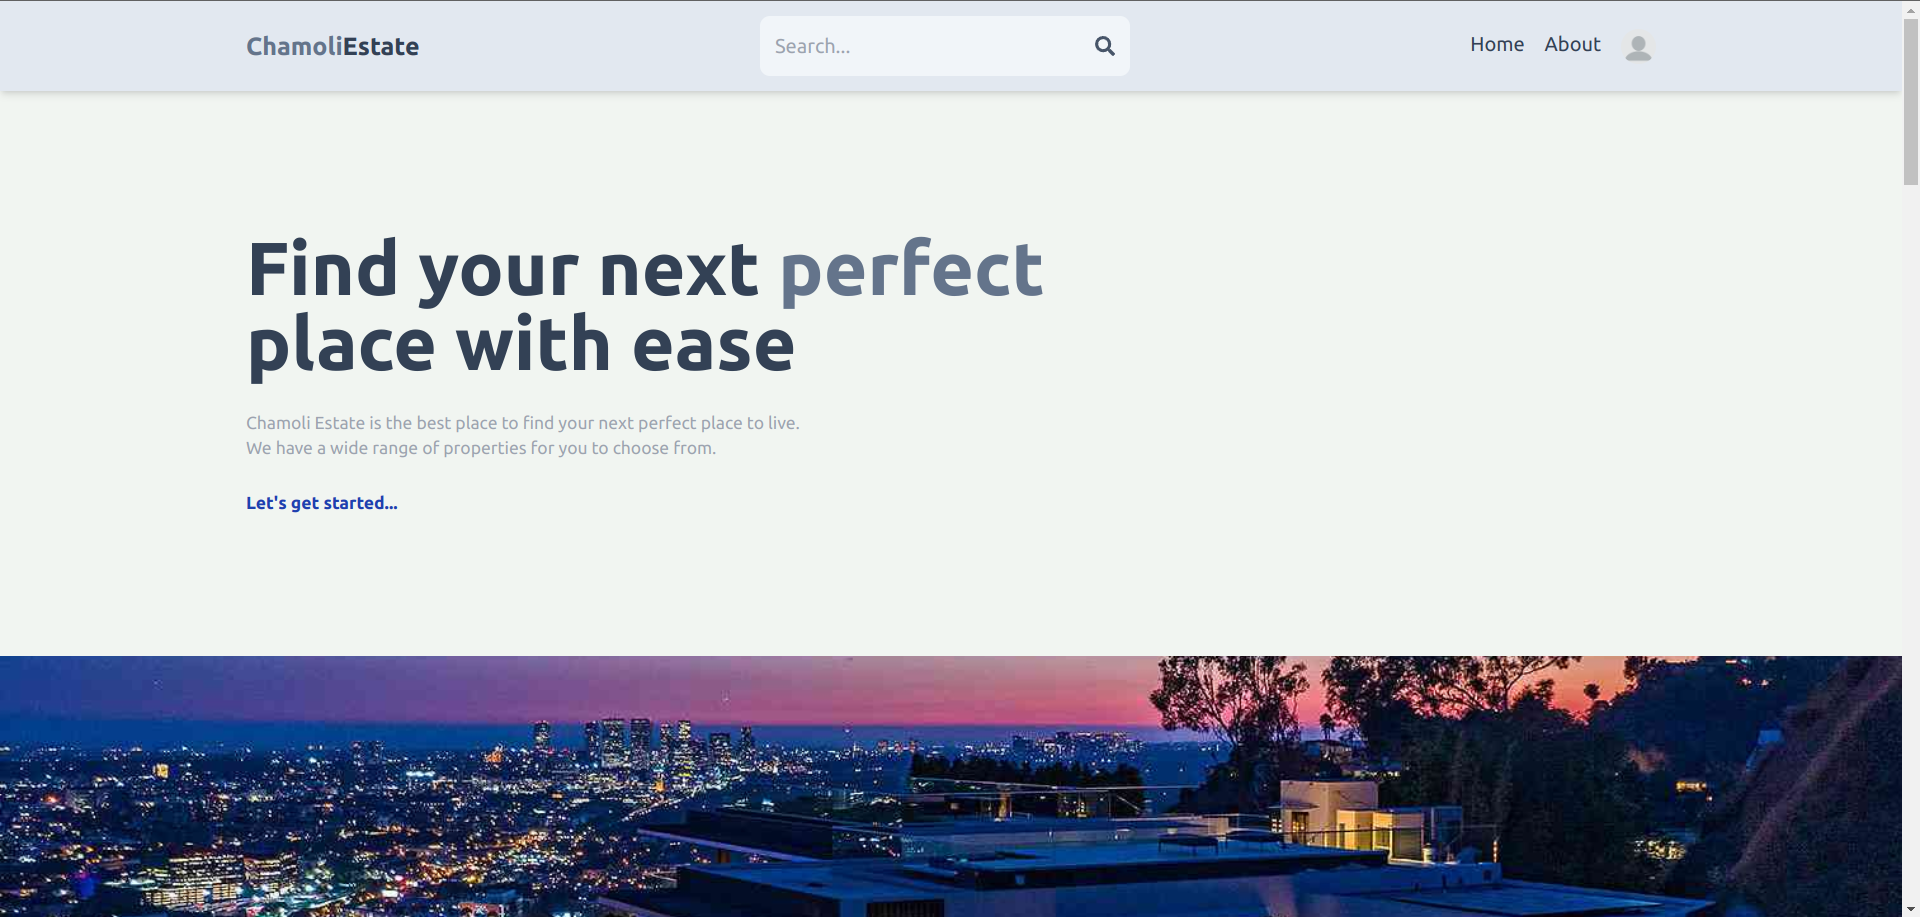 ChamoliEstate
Search...
Home
About
Find your next perfect
place with ease
Chamoli Estate is the best place to find your next perfect place to live.
We have a wide range of properties for you to choose from.
Let's get started...